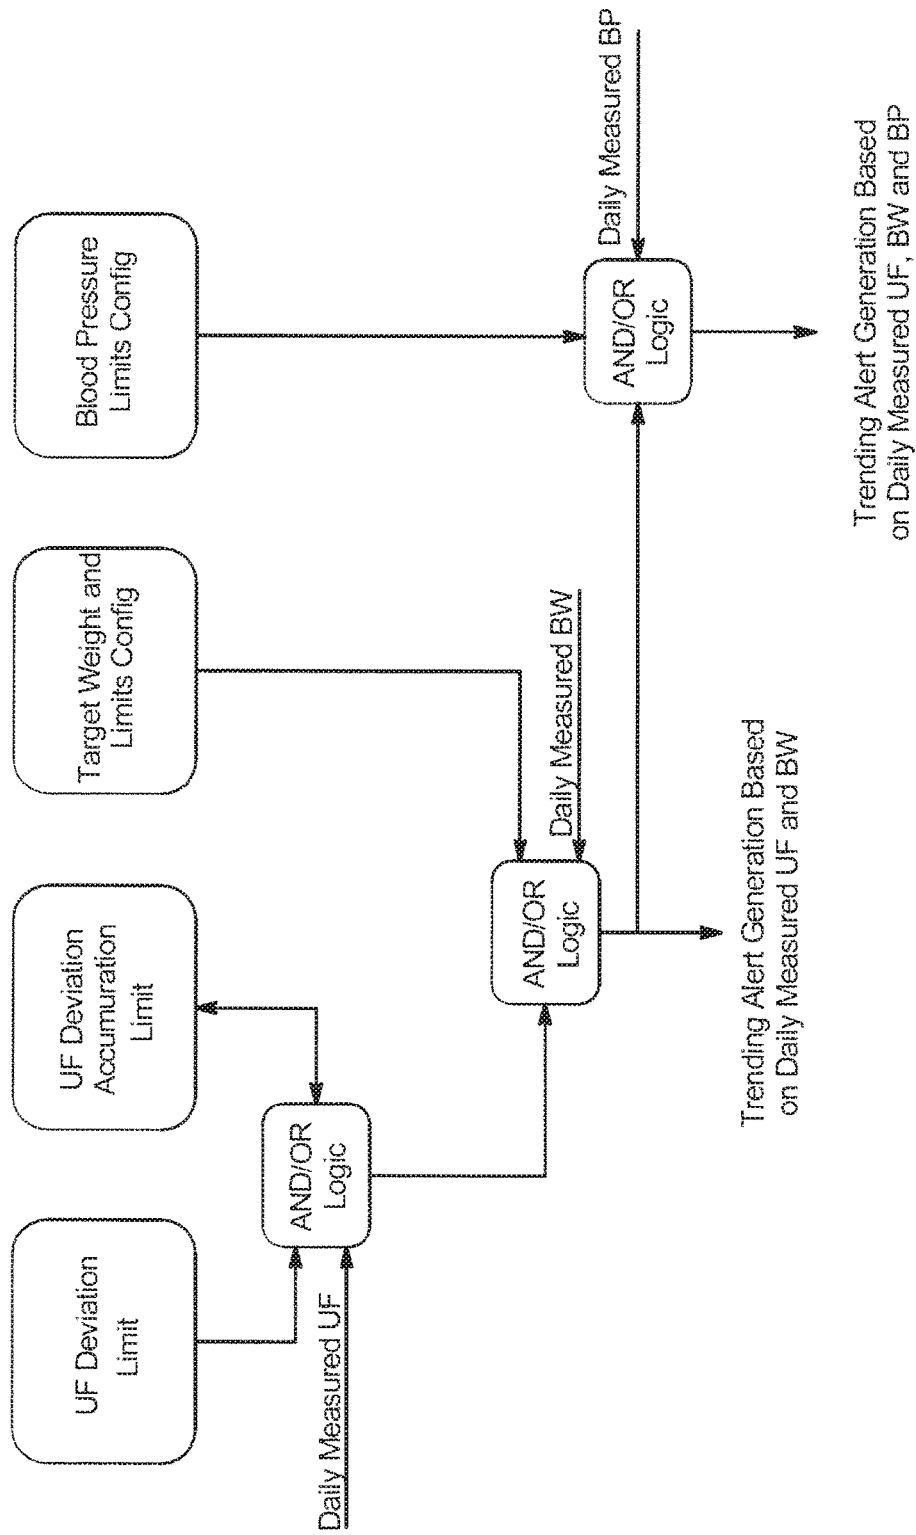 UF Deviation
Limit
UF Deviation
Accumuration
Limit
Target Weight and
Limits Config
Blood Pressure
Limits Config
Daily Measured UF
AND/OR
Logic
AND/OR
Logic
Daily Measured BW
AND/OR
Logic
Daily Measured BP
Trending Alert Generation Based
on Daily Measured UF and BW
Trending Alert Generation Based
on Daily Measured UF, BW and BP